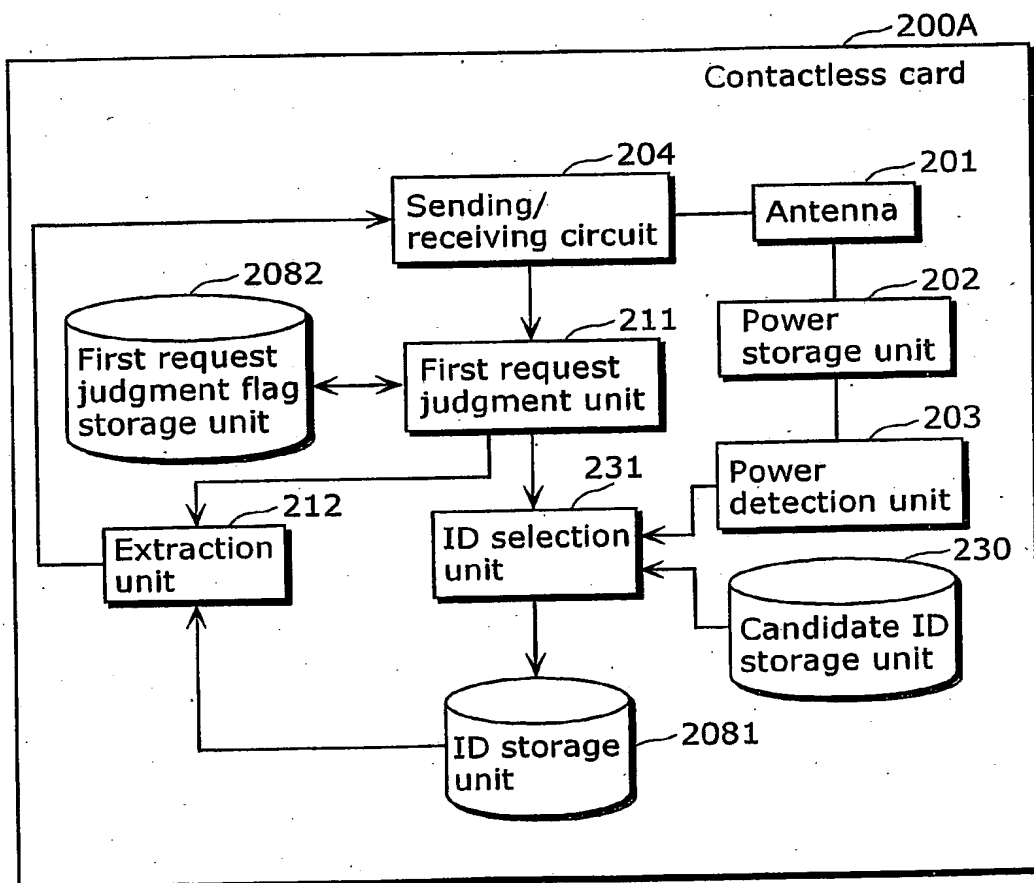 200A
Contactless card
204
Sending/
receiving circuit
201
Antenna
2082
First request
judgment flag
storage unit
211
First request
judgment unit
202
Power
storage unit
203
Power
detection unit
212
Extraction
unit
231
ID selection
unit
230
Candidate ID
storage unit
ID storage
unit
2081